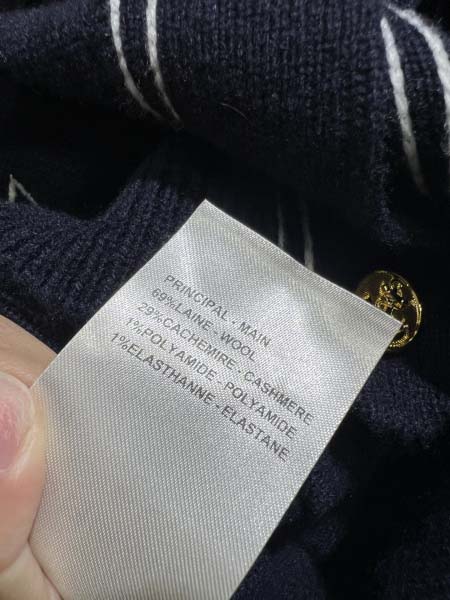 PRINCIPAL - MAIN
69%LAINE - WOOL
29%CACHEMIRE - CASHMERE
1%POLYAMIDE - POLYAMIDE
1%ELASTHANNE - ELASTANE